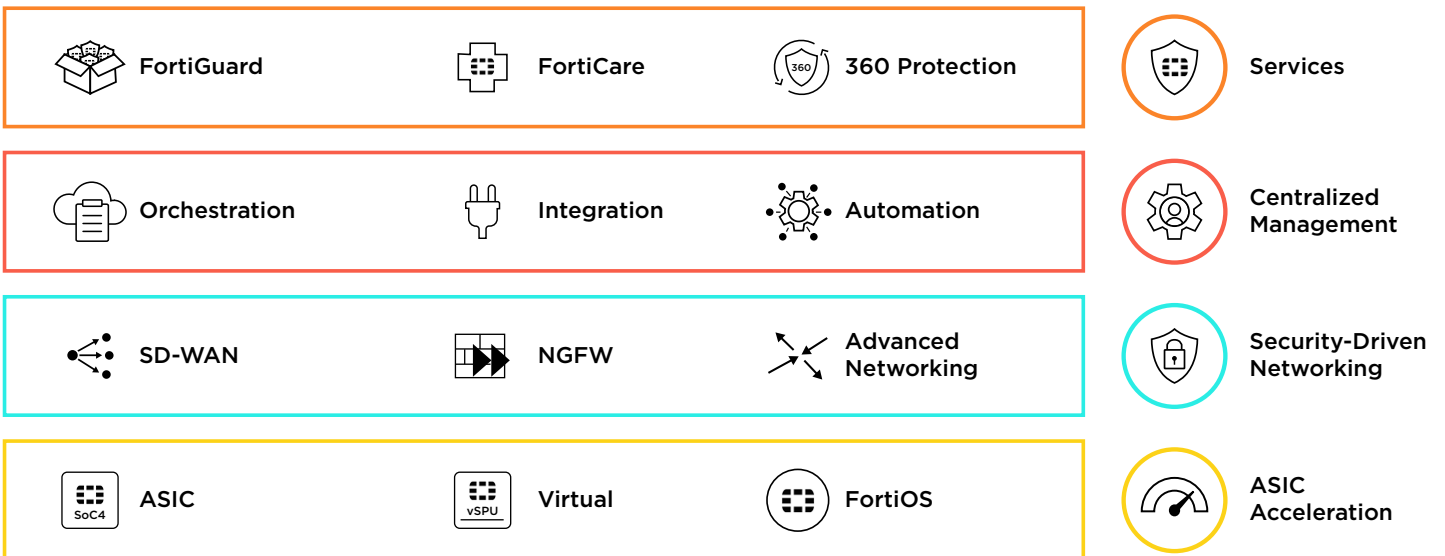 FortiGuard
FortiCare
360
360 Protection
Services
Orchestration
Integration
Automation
Centralized
Management
SD-WAN
NGFW
Advanced
Networking
Security-Driven
Networking
SoC4
ASIC
vSPU
Virtual
FortiOS
ASIC
Acceleration